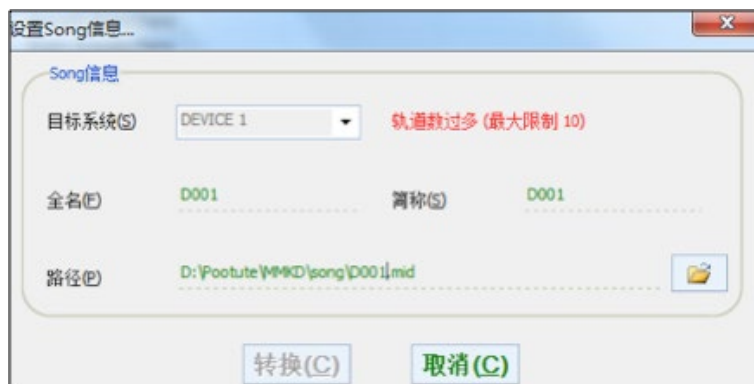 设置Song信息...
Song信息
目标系统(S) DEVICE 1 轨道数过多 (最大限制 10)
全名(F) D001 简称(S) D001
路径(P) D:\Pootute\MMKD\song\D001.mid
转换(C) 取消(C)